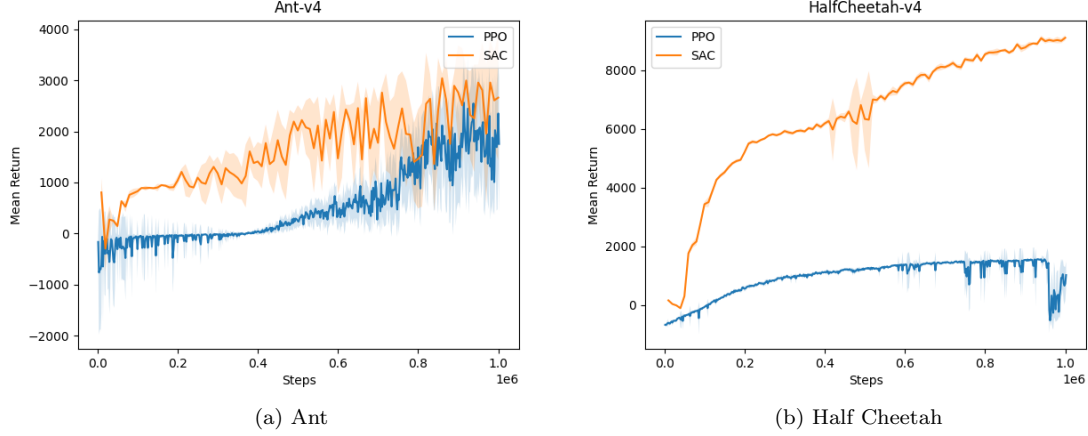 Ant-v4
4000
3000
2000
1000
0
−1000
−2000
Mean Return
PPO
SAC
0.0 0.2 0.4 0.6 0.8 1.0
1e6
Steps
(a) Ant
HalfCheetah-v4
8000
6000
4000
2000
0
Mean Return
PPO
SAC
0.0 0.2 0.4 0.6 0.8 1.0
1e6
Steps
(b) Half Cheetah